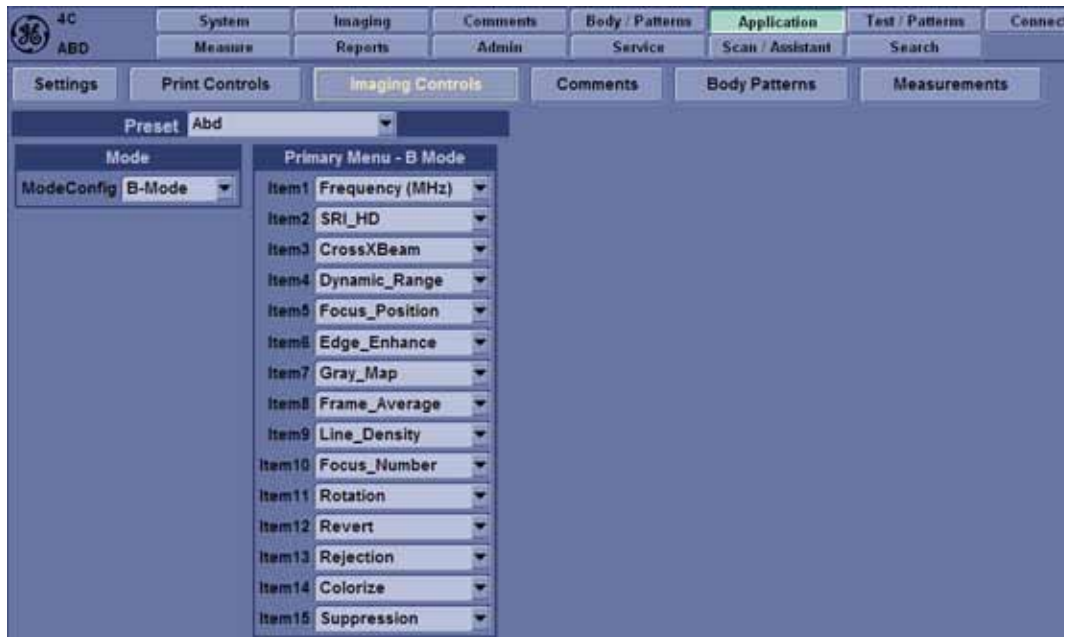 4C System Imaging Comments Body / Patterns Application Test / Patterns Connec
ABD Measure Reports Admin Service Scan / Assistant Search
Settings Print Controls Imaging Controls Comments Body Patterns Measurements
Preset Abd
Mode Primary Menu - B Mode
ModeConfig B-Mode Item1 Frequency (MHz)
Item2 SRI_HD
Item3 CrossXBeam
Item4 Dynamic_Range
Item5 Focus_Position
Item6 Edge_Enhance
Item7 Gray_Map
Item8 Frame_Average
Item9 Line_Density
Item10 Focus_Number
Item11 Rotation
Item12 Revert
Item13 Rejection
Item14 Colorize
Item15 Suppression